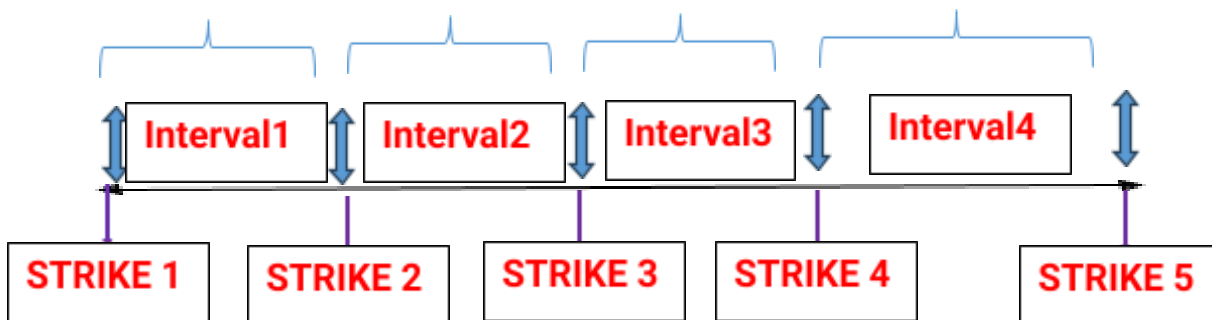 Interval1
Interval2
Interval3
Interval4
STRIKE 1
STRIKE 2
STRIKE 3
STRIKE 4
STRIKE 5